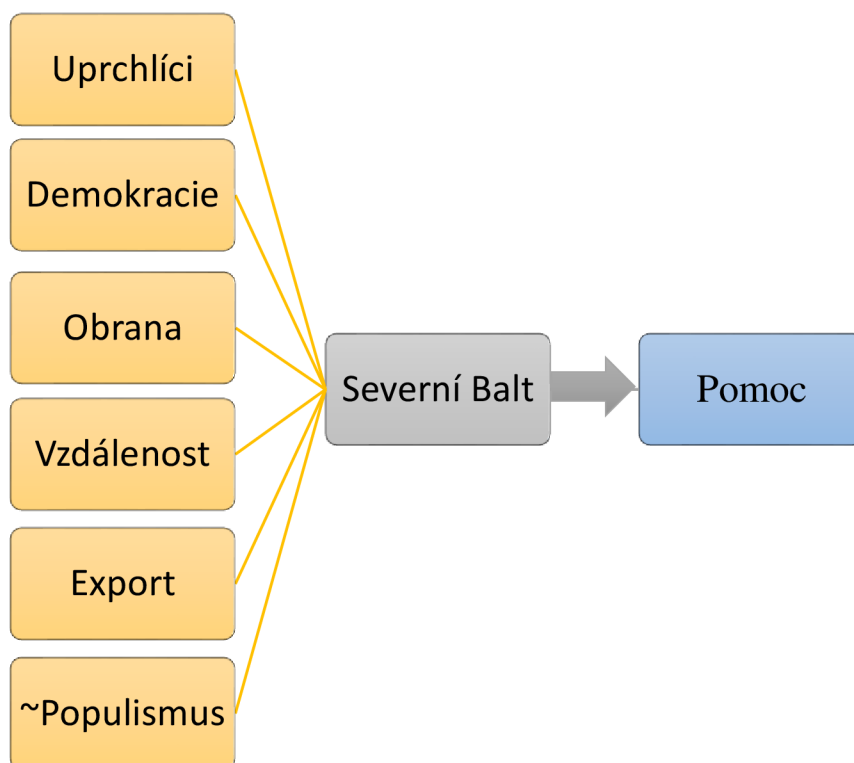 Uprchlíci
Demokracie
Obrana
Vzdálenost
Export
~Populismus
Severní Balt
Pomoc